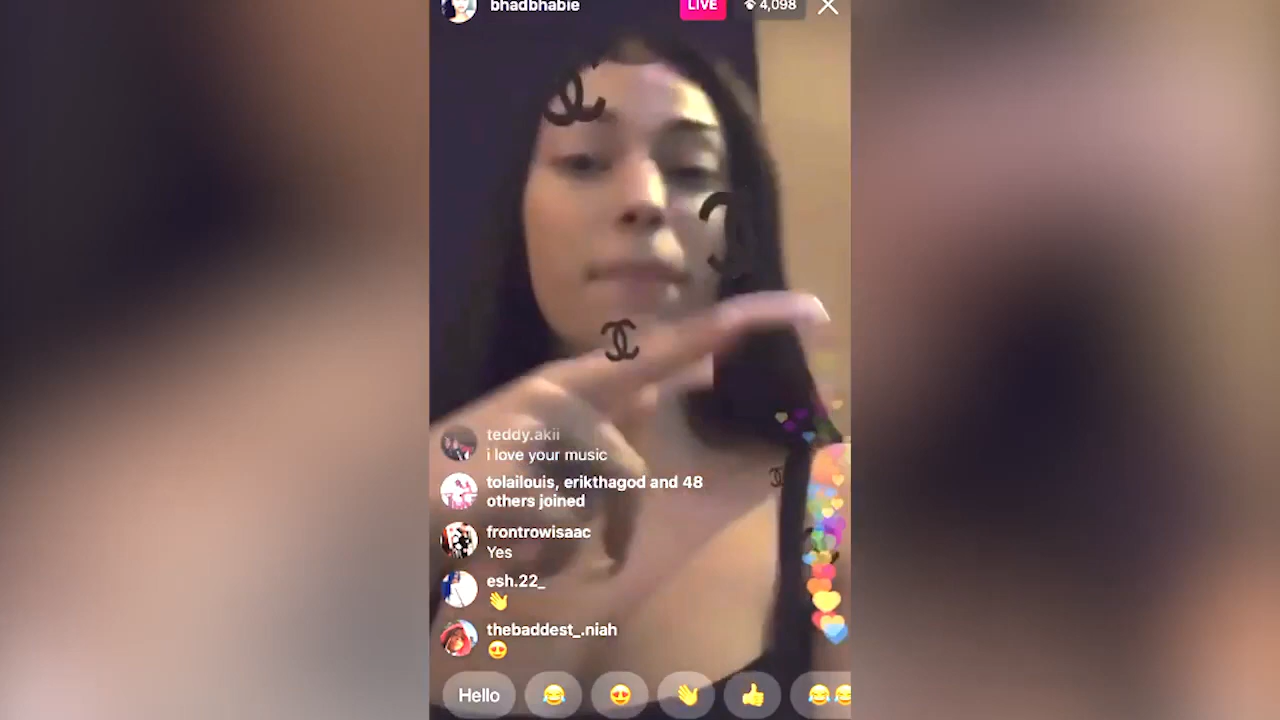 bhadbhabie
LIVE
4,098
teddy.akii
i love your music
tolailouis, erikthagod and 48
others joined
frontrowisaac
Yes
esh.22_
👋
thebaddest_.niah
😍
Hello 😂 😍 👋 👍 😂😂